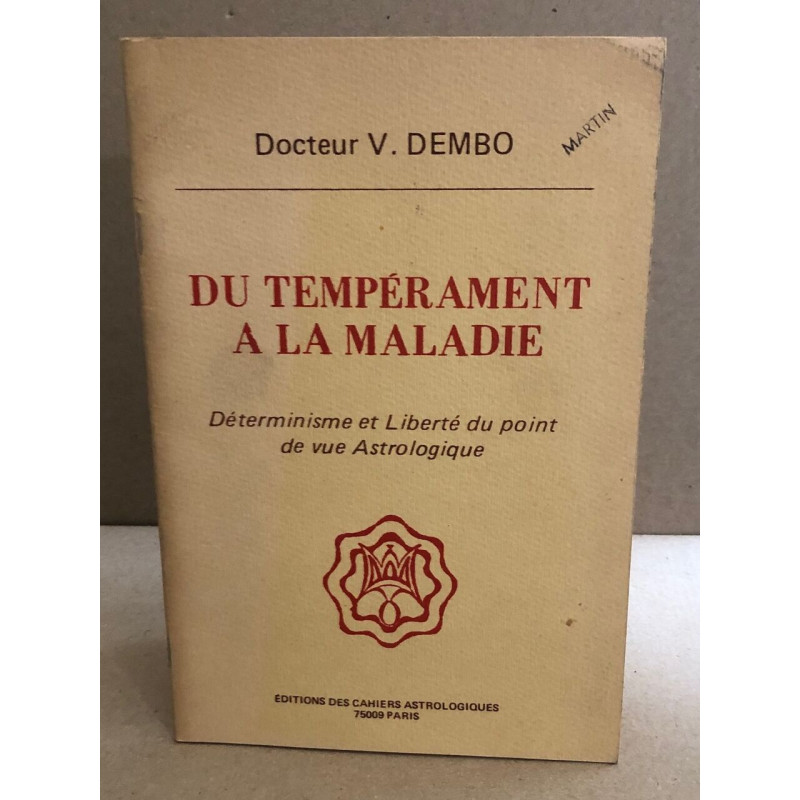 Docteur V. DEMBO
MARTIN
DU TEMPÉRAMENT
A LA MALADIE
Déterminisme et Liberté du point
de vue Astrologique
ÉDITIONS DES CAHIERS ASTROLOGIQUES
75009 PARIS